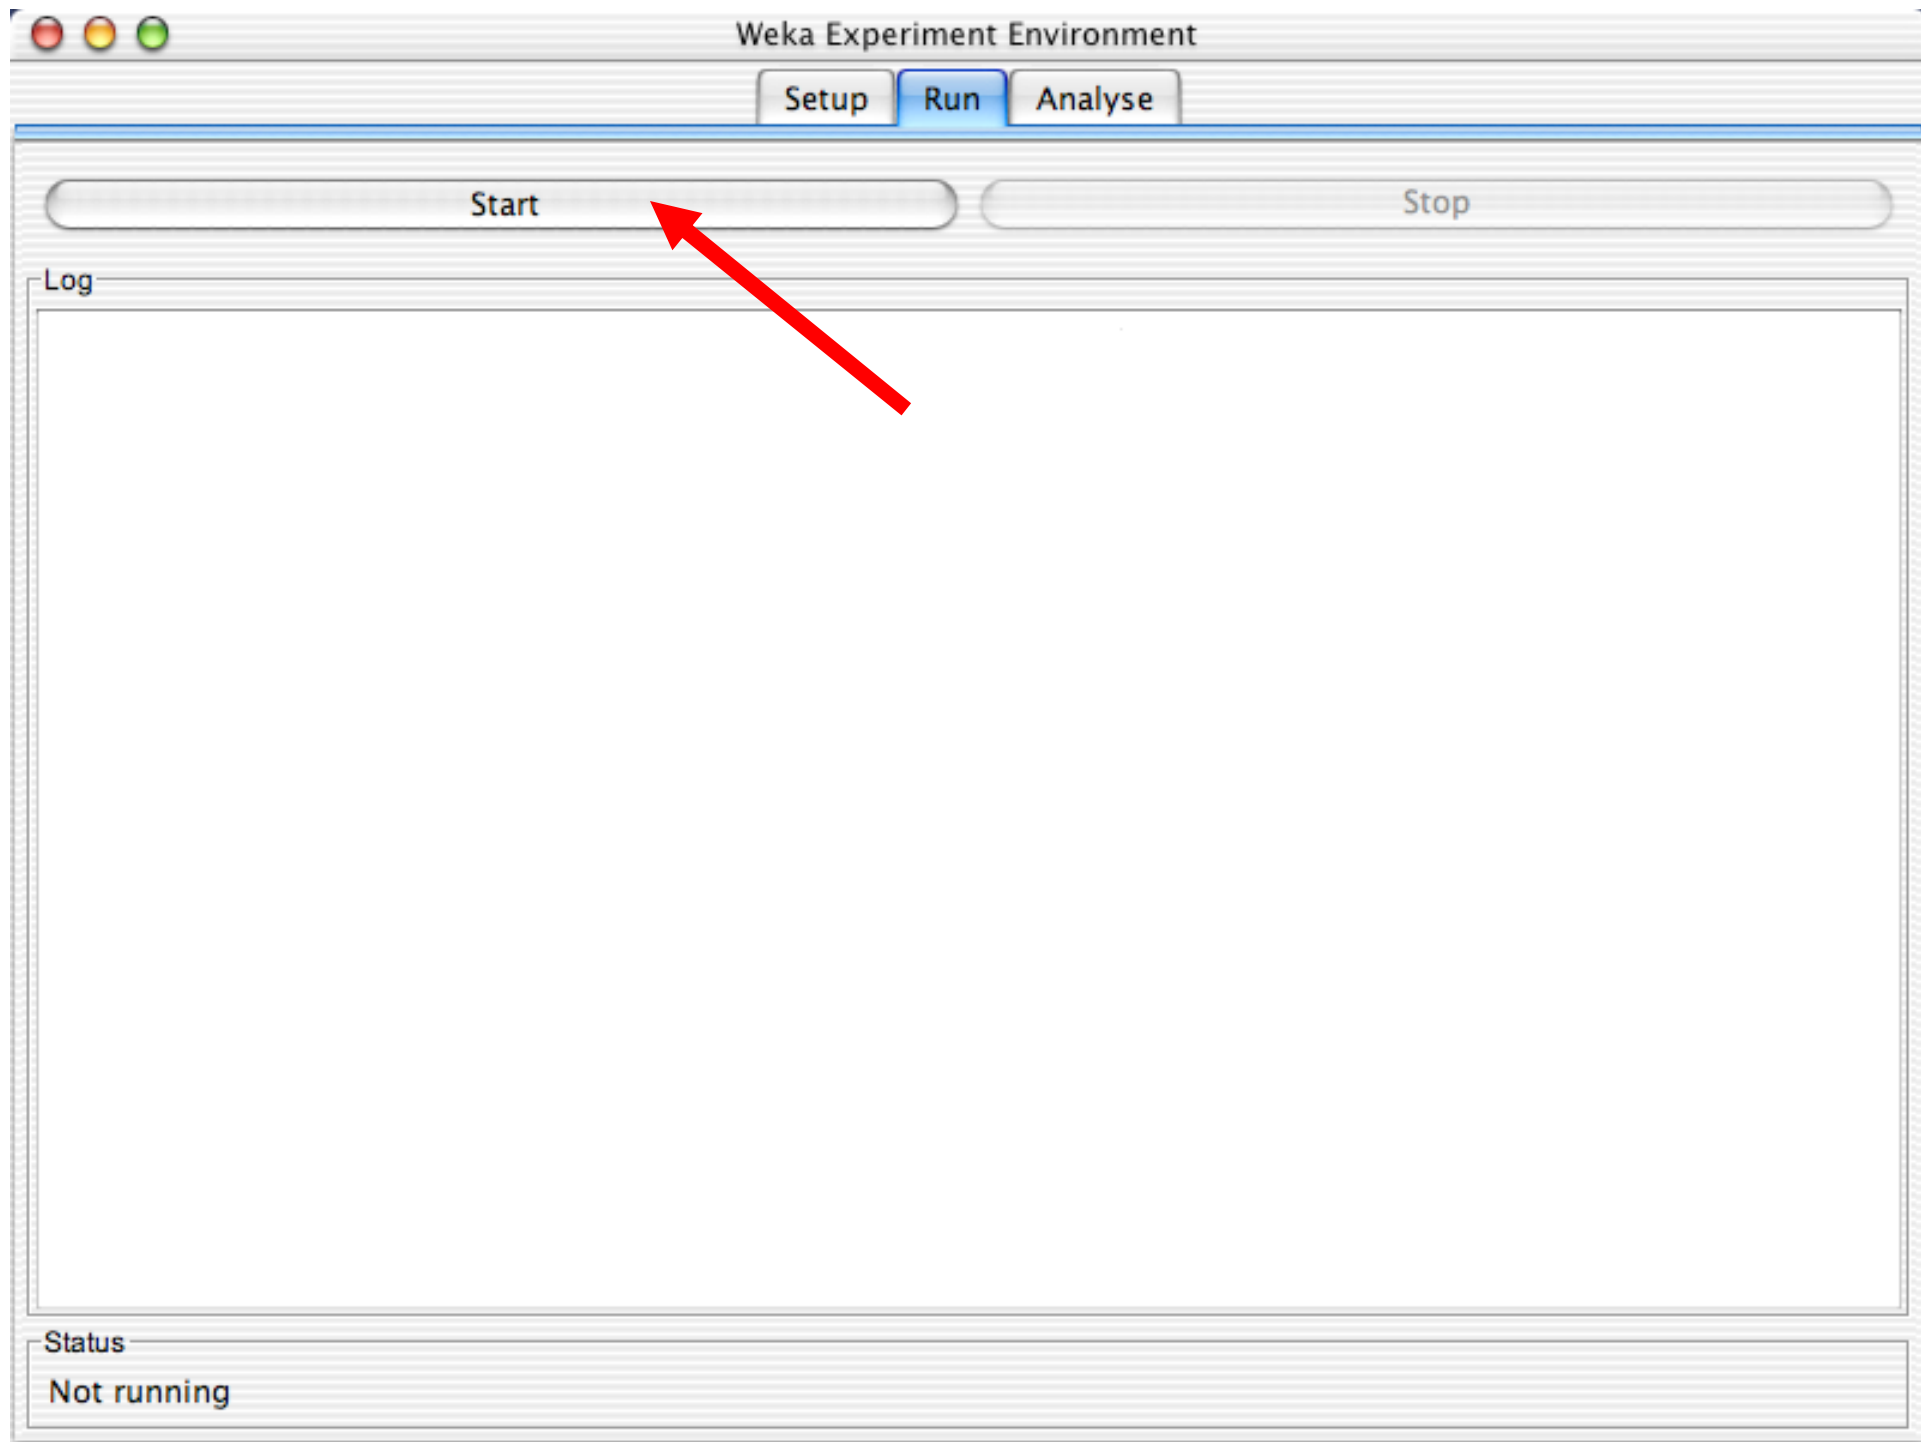 Weka Experiment Environment
Setup Run Analyse
Start Stop
Log
Status
Not running